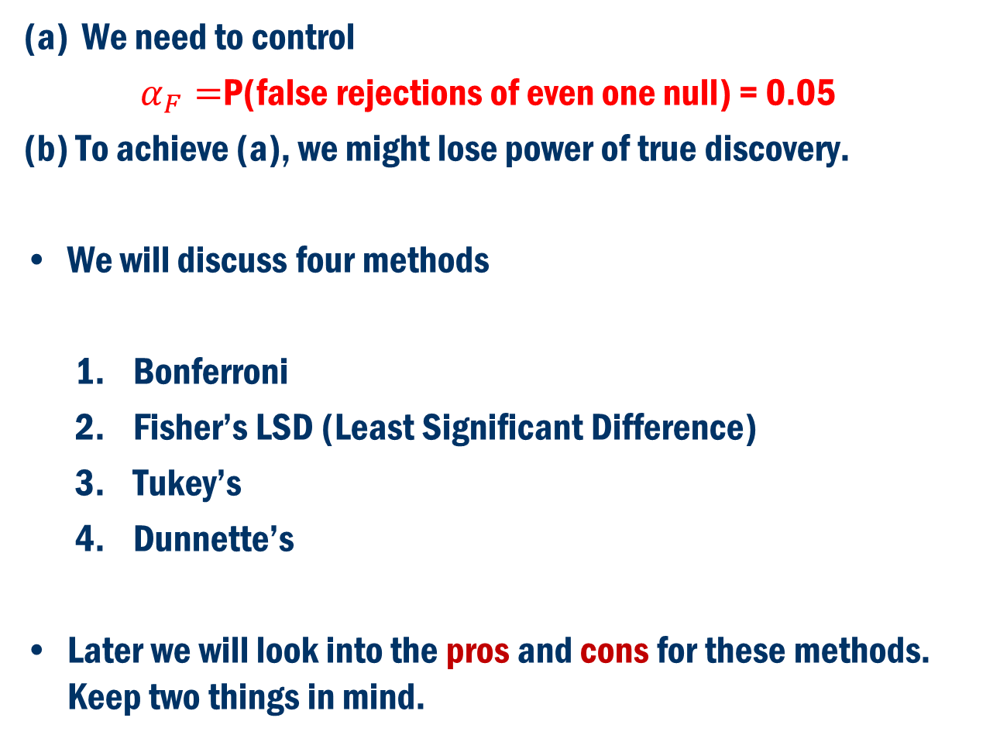 (a) We need to control
α_F =P(false rejections of even one null) = 0.05
(b) To achieve (a), we might lose power of true discovery.
• We will discuss four methods
1. Bonferroni
2. Fisher’s LSD (Least Significant Difference)
3. Tukey’s
4. Dunnette’s
• Later we will look into the pros and cons for these methods.
Keep two things in mind.